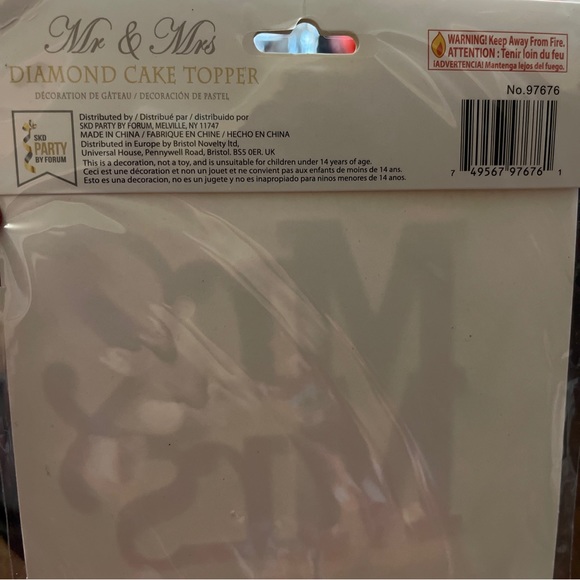 Mr & Mrs
DIAMOND CAKE TOPPER
DÉCORATION DE GÂTEAU / DECORACIÓN DE PASTEL
WARNING! Keep Away From Fire.
ATTENTION : Tenir loin du feu
¡ADVERTENCIA! Mantenga lejos del fuego.
No.97676
SKD
PARTY
BY FORUM
Distributed by / Distribué par / distribuido por
SKD PARTY BY FORUM, MELVILLE, NY 11747
MADE IN CHINA / FABRIQUE EN CHINE / HECHO EN CHINA
Distributed in Europe by Bristol Novelty ltd,
Universal House, Pennywell Road, Bristol. BS5 0ER. UK
This is a decoration, not a toy, and is unsuitable for children under 14 years of age.
Ceci est une décoration et non un jouet et ne convient pas aux enfants de moins de 14 ans.
Esto es una decoracion, no es un jugete y no es inapropiado para ninos menores de 14 anos.
7 49567 97676 1
Mr
&
Mrs